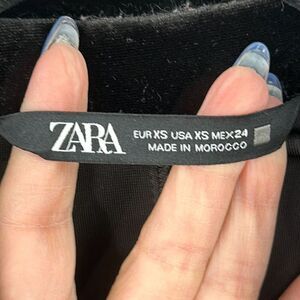 ZARA
EUR XS USA XS MEX 24
MADE IN MOROCCO